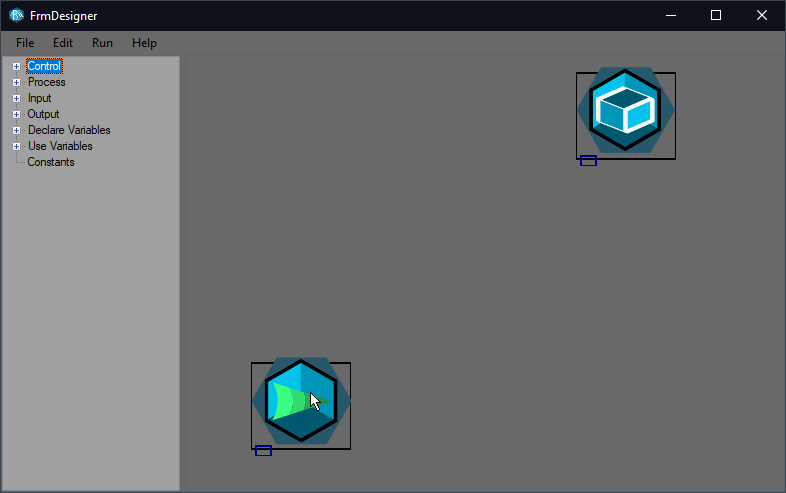 FrmDesigner
File Edit Run Help
Control
Process
Input
Output
Declare Variables
Use Variables
Constants